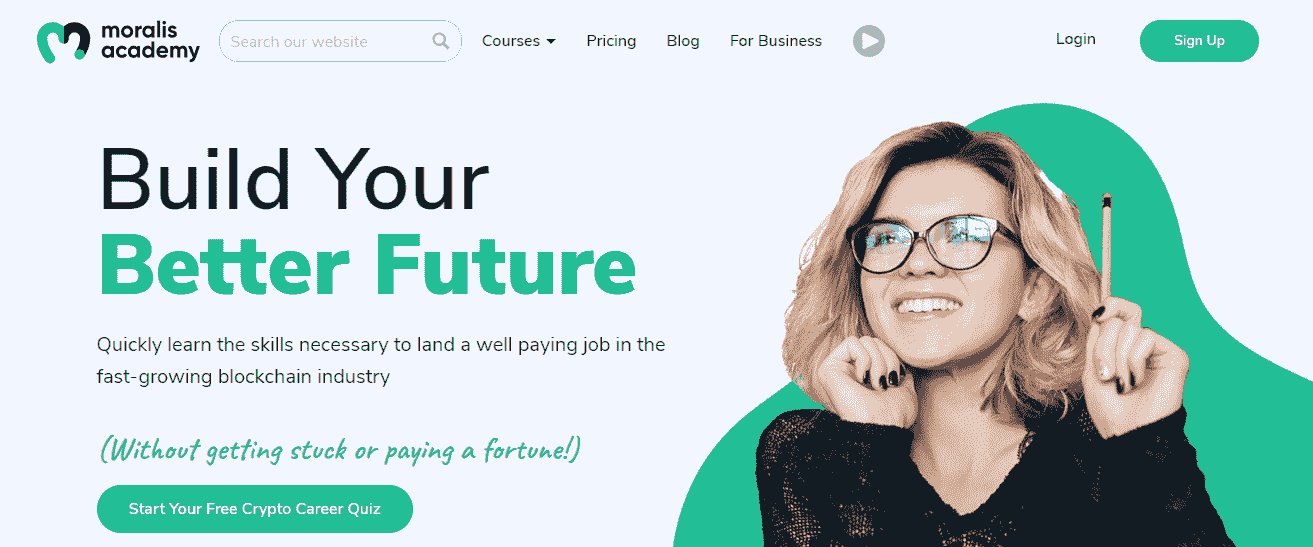 moralis
academy
Search our website
Courses
Pricing
Blog
For Business
Login
Sign Up
Build Your
Better Future
Quickly learn the skills necessary to land a well paying job in the
fast-growing blockchain industry
(Without getting stuck or paying a fortune!)
Start Your Free Crypto Career Quiz